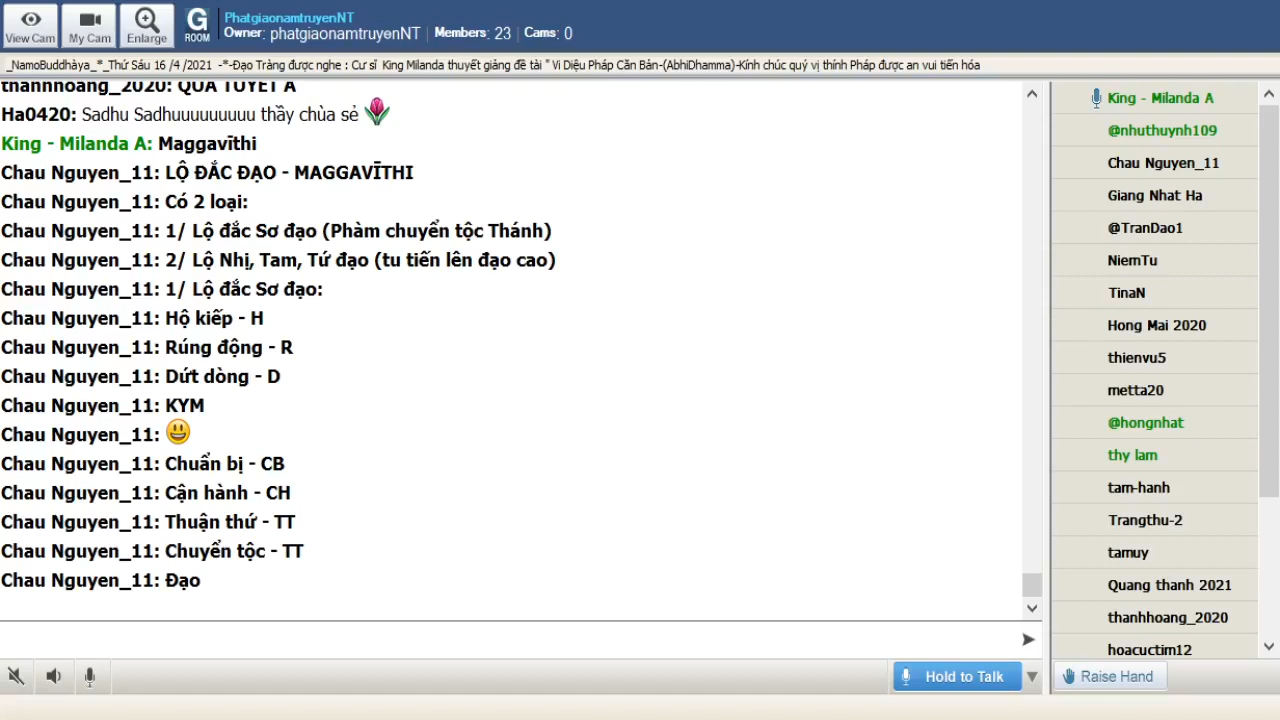 View Cam
My Cam
Enlarge
G
ROOM
PhatgiaonamtruyenNT
Owner: phatgiaonamtruyenNT | Members: 23 | Cams: 0
_NamoBuddhàya_*_Thứ Sáu 16 /4 /2021 -*-Đạo Tràng được nghe : Cư sĩ King Milanda thuyết giảng đề tài " Vi Diệu Pháp Căn Bản-(AbhiDhamma)-Kính chúc quý vị thính Pháp được an vui tiến hóa
thanhhoang_2020: QUÁ TUYỆT Ạ
Ha0420: Sadhu Sadhuuuuuuuuu thầy chùa sẻ
King - Milanda A: Maggavīthi
Chau Nguyen_11: LỘ ĐẮC ĐẠO - MAGGAVĪTHI
Chau Nguyen_11: Có 2 loại:
Chau Nguyen_11: 1/ Lộ đắc Sơ đạo (Phàm chuyển tộc Thánh)
Chau Nguyen_11: 2/ Lộ Nhị, Tam, Tứ đạo (tu tiến lên đạo cao)
Chau Nguyen_11: 1/ Lộ đắc Sơ đạo:
Chau Nguyen_11: Hộ kiếp - H
Chau Nguyen_11: Rúng động - R
Chau Nguyen_11: Dứt dòng - D
Chau Nguyen_11: KYM
Chau Nguyen_11:
Chau Nguyen_11: Chuẩn bị - CB
Chau Nguyen_11: Cận hành - CH
Chau Nguyen_11: Thuận thứ - TT
Chau Nguyen_11: Chuyển tộc - TT
Chau Nguyen_11: Đạo
King - Milanda A
@nhuthuynh109
Chau Nguyen_11
Giang Nhat Ha
@TranDao1
NiemTu
TinaN
Hong Mai 2020
thienvu5
metta20
@hongnhat
thy lam
tam-hanh
Trangthu-2
tamuy
Quang thanh 2021
thanhhoang_2020
hoacuctim12
Hold to Talk
Raise Hand